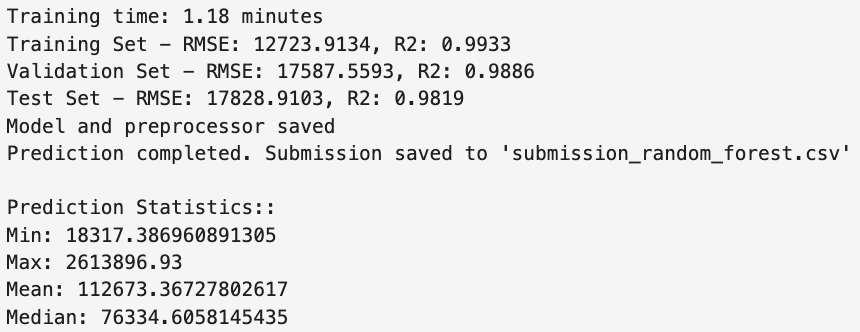 Training time: 1.18 minutes
Training Set – RMSE: 12723.9134, R2: 0.9933
Validation Set – RMSE: 17587.5593, R2: 0.9886
Test Set – RMSE: 17828.9103, R2: 0.9819
Model and preprocessor saved
Prediction completed. Submission saved to 'submission_random_forest.csv'
Prediction Statistics::
Min: 18317.386960891305
Max: 2613896.93
Mean: 112673.36727802617
Median: 76334.6058145435